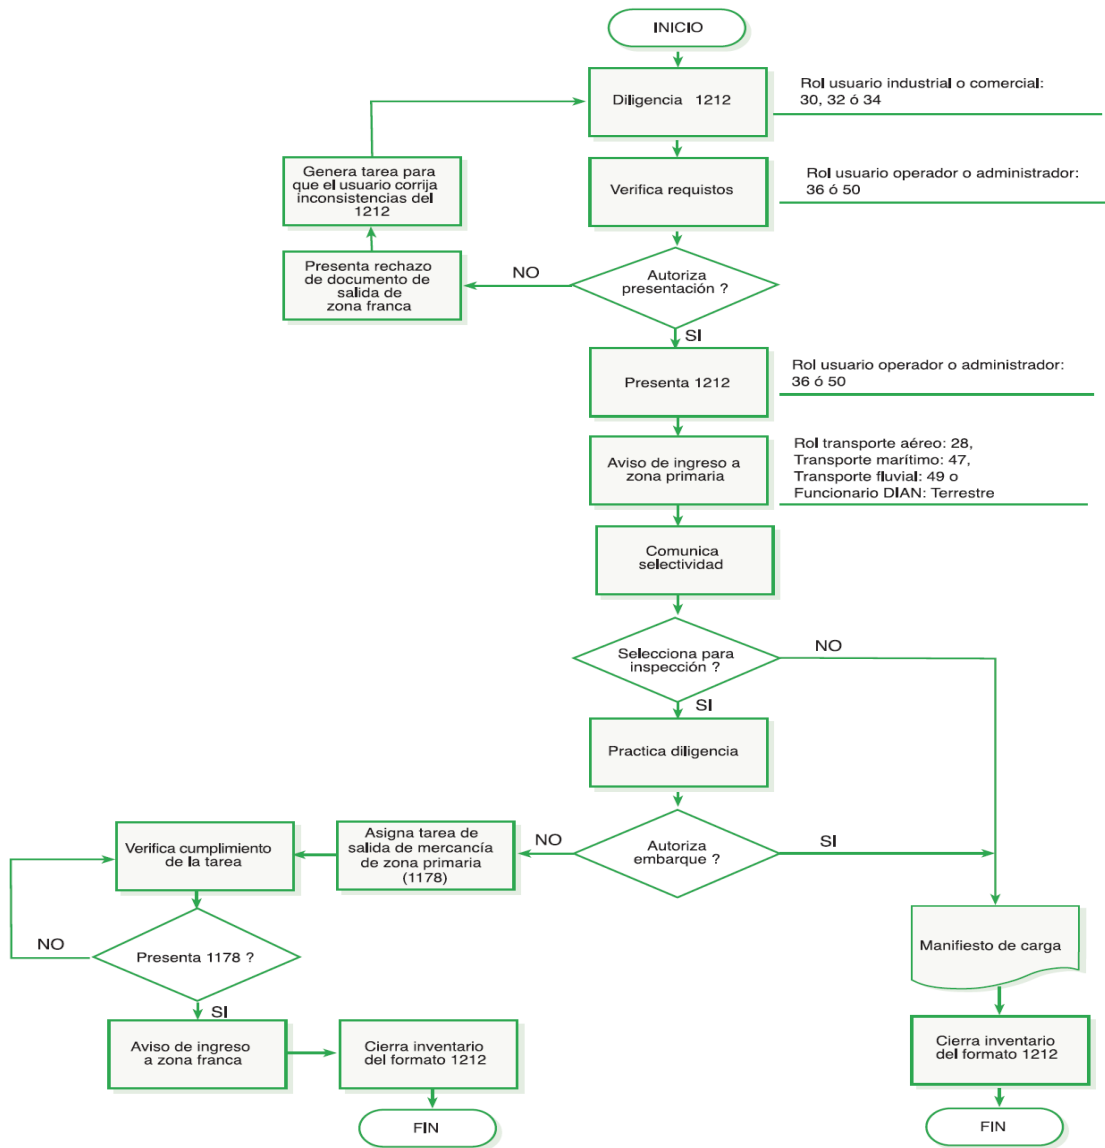 INICIO
Diligencia 1212
Rol usuario industrial o comercial:
30, 32 ó 34
Genera tarea para
que el usuario corrija
inconsistencias del
1212
Verifica requistos
Rol usuario operador o administrador:
36 ó 50
Presenta rechazo
de documento de
salida de
zona franca
NO
Autoriza
presentación ?
SI
Presenta 1212
Rol usuario operador o administrador:
36 ó 50
Aviso de ingreso a
zona primaria
Rol transporte aéreo: 28,
Transporte marítimo: 47,
Transporte fluvial: 49 o
Funcionario DIAN: Terrestre
Comunica
selectividad
Selecciona para
inspección ?
NO
SI
Practica diligencia
Verifica cumplimiento
de la tarea
Asigna tarea de
salida de mercancía
de zona primaria
(1178)
NO
Autoriza
embarque ?
SI
NO
Presenta 1178 ?
Manifiesto de carga
SI
Aviso de ingreso
a zona franca
Cierra inventario
del formato 1212
Cierra inventario
del formato 1212
FIN
FIN